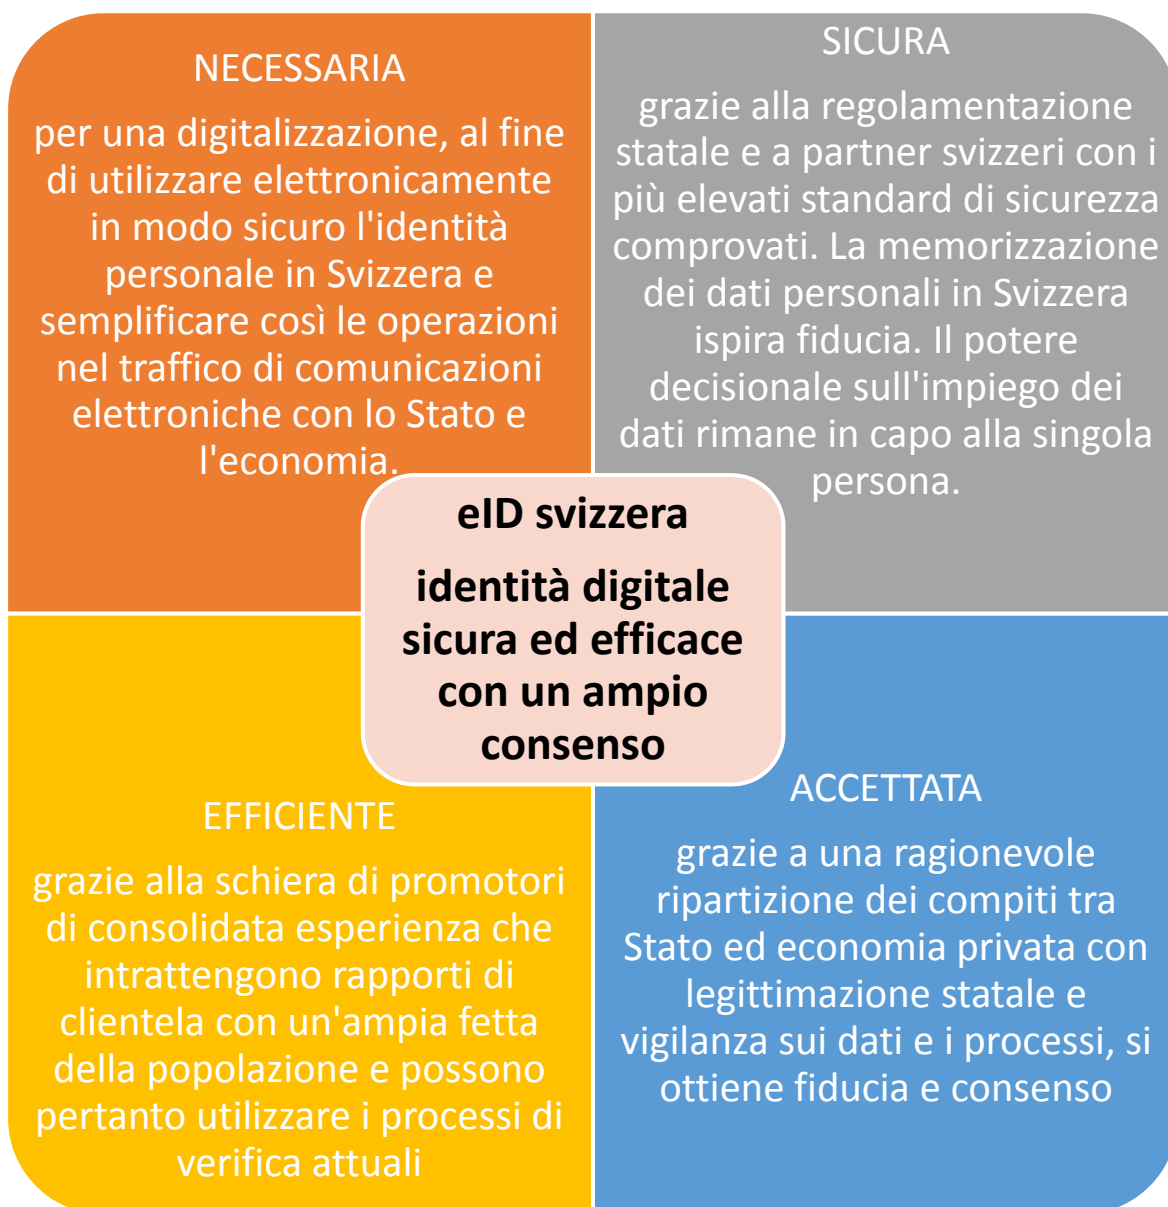 NECESSARIA
per una digitalizzazione, al fine
di utilizzare elettronicamente
in modo sicuro l'identità
personale in Svizzera e
semplificare così le operazioni
nel traffico di comunicazioni
elettroniche con lo Stato e
l'economia.
SICURA
grazie alla regolamentazione
statale e a partner svizzeri con i
più elevati standard di sicurezza
comprovati. La memorizzazione
dei dati personali in Svizzera
ispira fiducia. Il potere
decisionale sull'impiego dei
dati rimane in capo alla singola
persona.
eID svizzera
identità digitale
sicura ed efficace
con un ampio
consenso
EFFICIENTE
grazie alla schiera di promotori
di consolidata esperienza che
intrattengono rapporti di
clientela con un'ampia fetta
della popolazione e possono
pertanto utilizzare i processi di
verifica attuali
ACCETTATA
grazie a una ragionevole
ripartizione dei compiti tra
Stato ed economia privata con
legittimazione statale e
vigilanza sui dati e i processi, si
ottiene fiducia e consenso